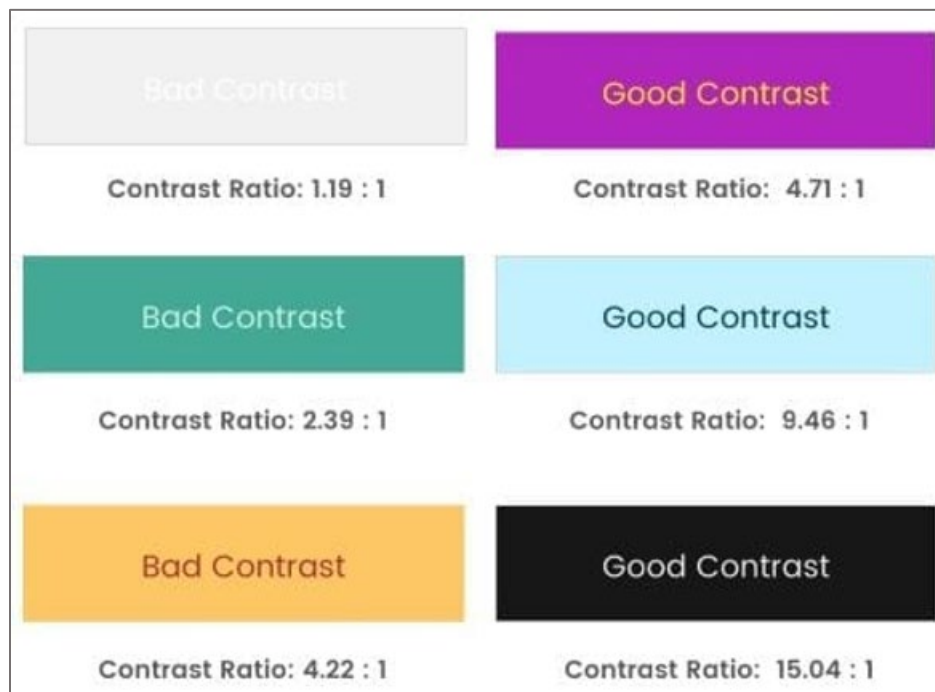 Bad Contrast
Good Contrast
Contrast Ratio: 1.19 : 1
Contrast Ratio: 4.71 : 1
Bad Contrast
Good Contrast
Contrast Ratio: 2.39 : 1
Contrast Ratio: 9.46 : 1
Bad Contrast
Good Contrast
Contrast Ratio: 4.22 : 1
Contrast Ratio: 15.04 : 1